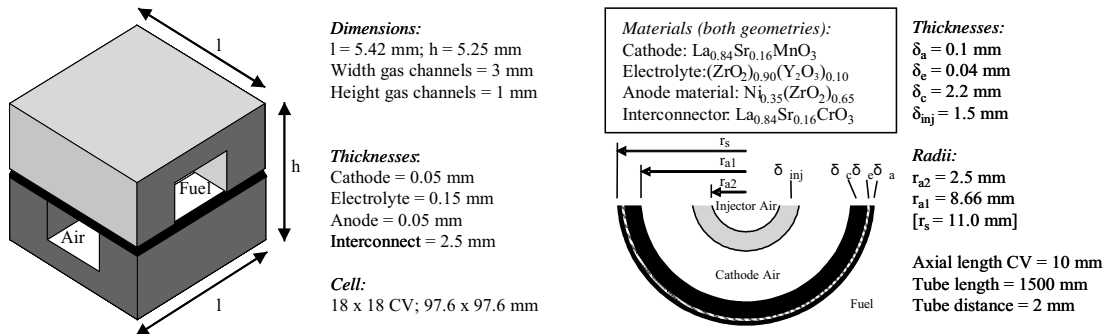 l
Fuel
Air
h
l
Dimensions:
l = 5.42 mm; h = 5.25 mm
Width gas channels = 3 mm
Height gas channels = 1 mm
Thicknesses:
Cathode = 0.05 mm
Electrolyte = 0.15 mm
Anode = 0.05 mm
Interconnect = 2.5 mm
Cell:
18 x 18 CV; 97.6 x 97.6 mm
Materials (both geometries):
Cathode: La0.84Sr0.16MnO3
Electrolyte:(ZrO2)0.90(Y2O3)0.10
Anode material: Ni0.35(ZrO2)0.65
Interconnector: La0.84Sr0.16CrO3
rs
ra1
ra2
δ inj
δ cδ eδ a
Injector Air
Cathode Air
Fuel
Thicknesses:
δa = 0.1 mm
δe = 0.04 mm
δc = 2.2 mm
δinj = 1.5 mm
Radii:
ra2 = 2.5 mm
ra1 = 8.66 mm
[rs = 11.0 mm]
Axial length CV = 10 mm
Tube length = 1500 mm
Tube distance = 2 mm